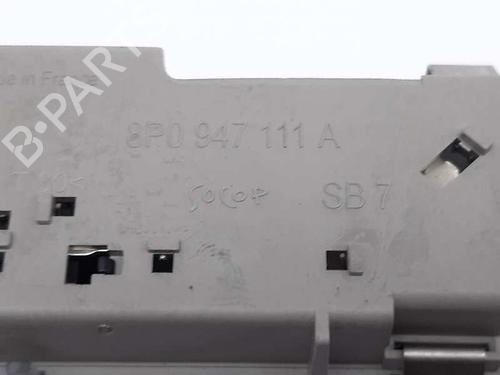 B-PARTS
de in France
8P0 947 111 A
SB 7